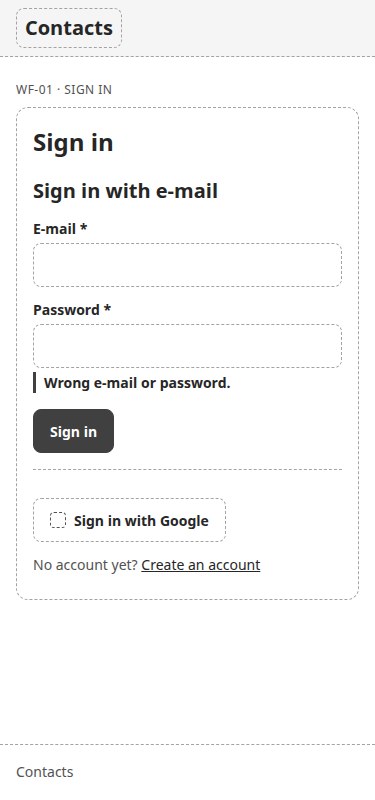 Contacts
WF-01 · SIGN IN
Sign in
Sign in with e-mail
E-mail *
Password *
Wrong e-mail or password.
Sign in
Sign in with Google
No account yet? Create an account
Contacts